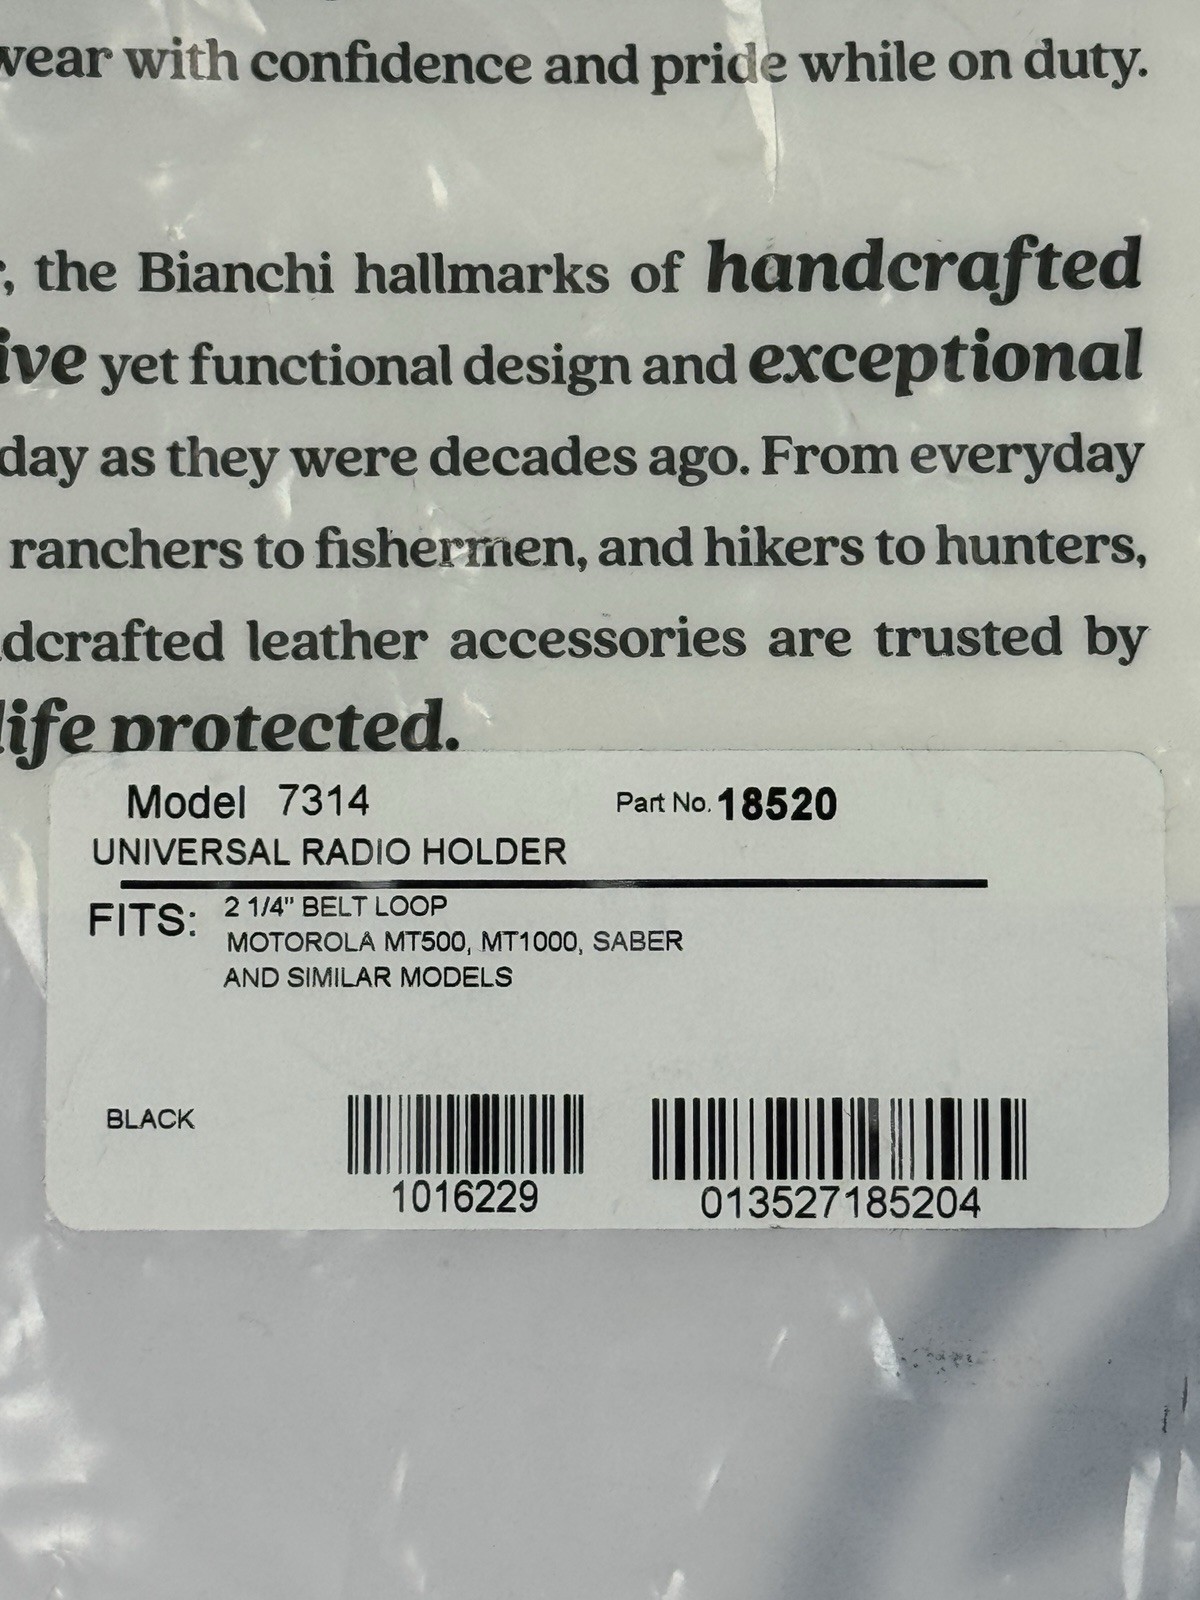 wear with confidence and pride while on duty.
, the Bianchi hallmarks of handcrafted
yet functional design and exceptional
day as they were decades ago. From everyday
ranchers to fishermen, and hikers to hunters,
dcrafted leather accessories are trusted by
life protected.
Model 7314 Part No. 18520
UNIVERSAL RADIO HOLDER
FITS: 2 1/4" BELT LOOP
MOTOROLA MT500, MT1000, SABER
AND SIMILAR MODELS
BLACK
1016229 013527185204